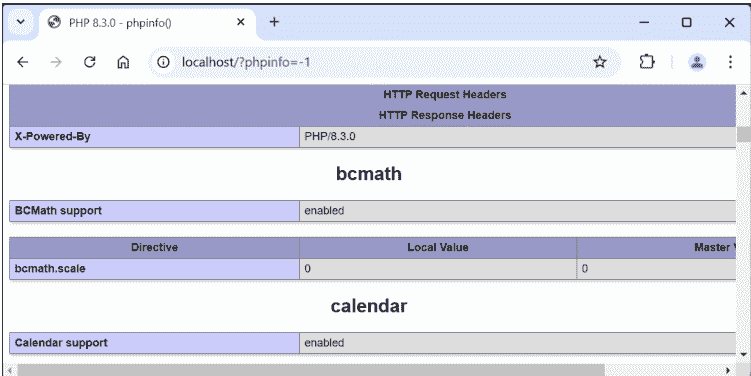 PHP 8.3.0 - phpinfo()
localhost/?phpinfo=-1
HTTP Request Headers
HTTP Response Headers
X-Powered-By PHP/8.3.0
bcmath
BCMath support enabled
Directive Local Value Master V
bcmath.scale 0 0
calendar
Calendar support enabled